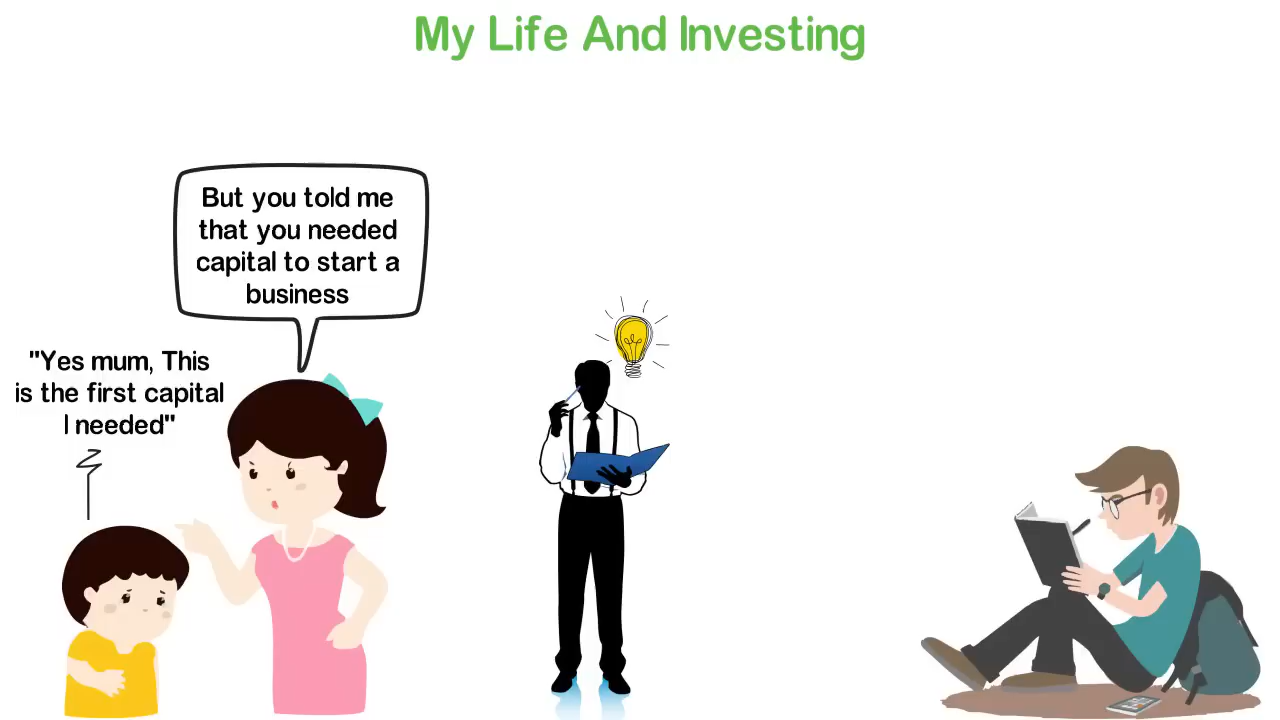 My Life And Investing
But you told me
that you needed
capital to start a
business
"Yes mum, This
is the first capital
I needed"